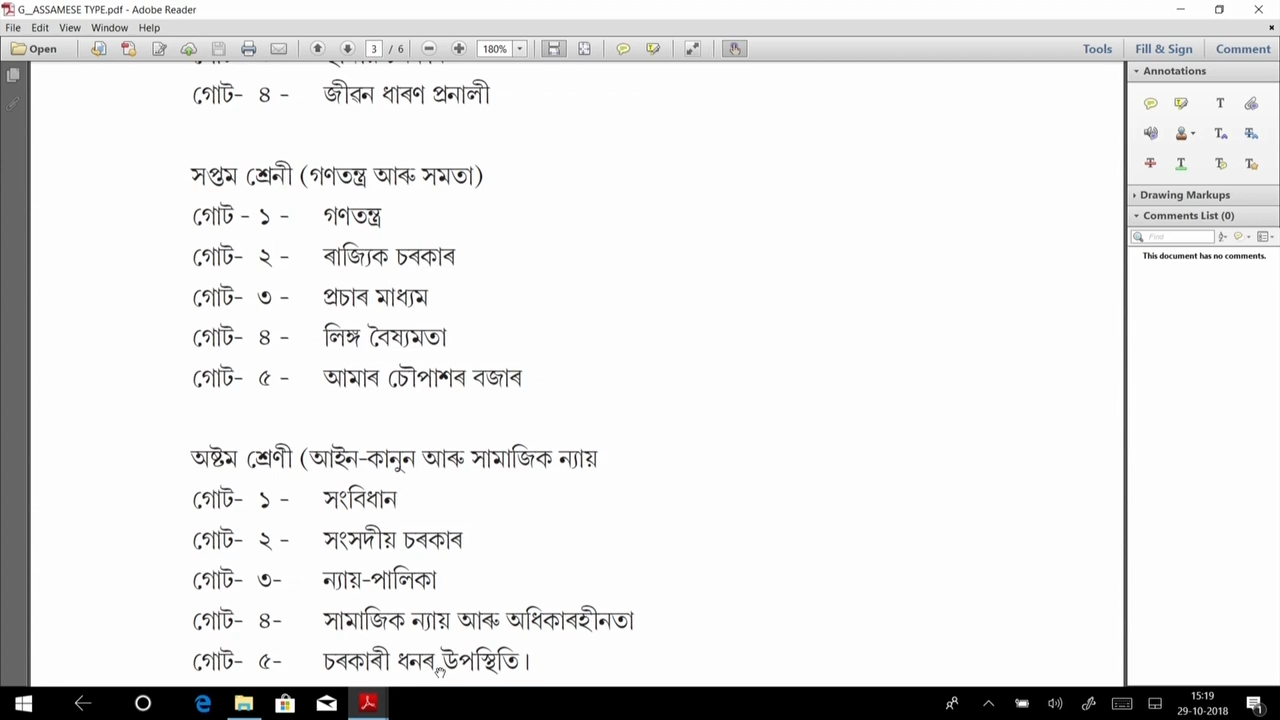 G__ASSAMESE TYPE.pdf - Adobe Reader
File Edit View Window Help
Open 3 / 6 180% Tools Fill & Sign Comment
Annotations
গোট- ৪ - জীৱন ধাৰণ প্ৰনালী
সপ্তম শ্ৰেনী (গণতন্ত্ৰ আৰু সমতা)
গোট - ১ - গণতন্ত্ৰ
Drawing Markups
Comments List (0)
Find
গোট- ২ - ৰাজ্যিক চৰকাৰ
This document has no comments.
গোট- ৩ - প্ৰচাৰ মাধ্যম
গোট- ৪ - লিঙ্গ বৈয্যমতা
গোট- ৫ - আমাৰ চৌপাশৰ বজাৰ
অষ্টম শ্ৰেণী (আইন-কানুন আৰু সামাজিক ন্যায়
গোট- ১ - সংবিধান
গোট- ২ - সংসদীয় চৰকাৰ
গোট- ৩- ন্যায়-পালিকা
গোট- ৪- সামাজিক ন্যায় আৰু অধিকাৰহীনতা
গোট- ৫- চৰকাৰী ধনৰ উপস্থিতি।
15:19
29-10-2018